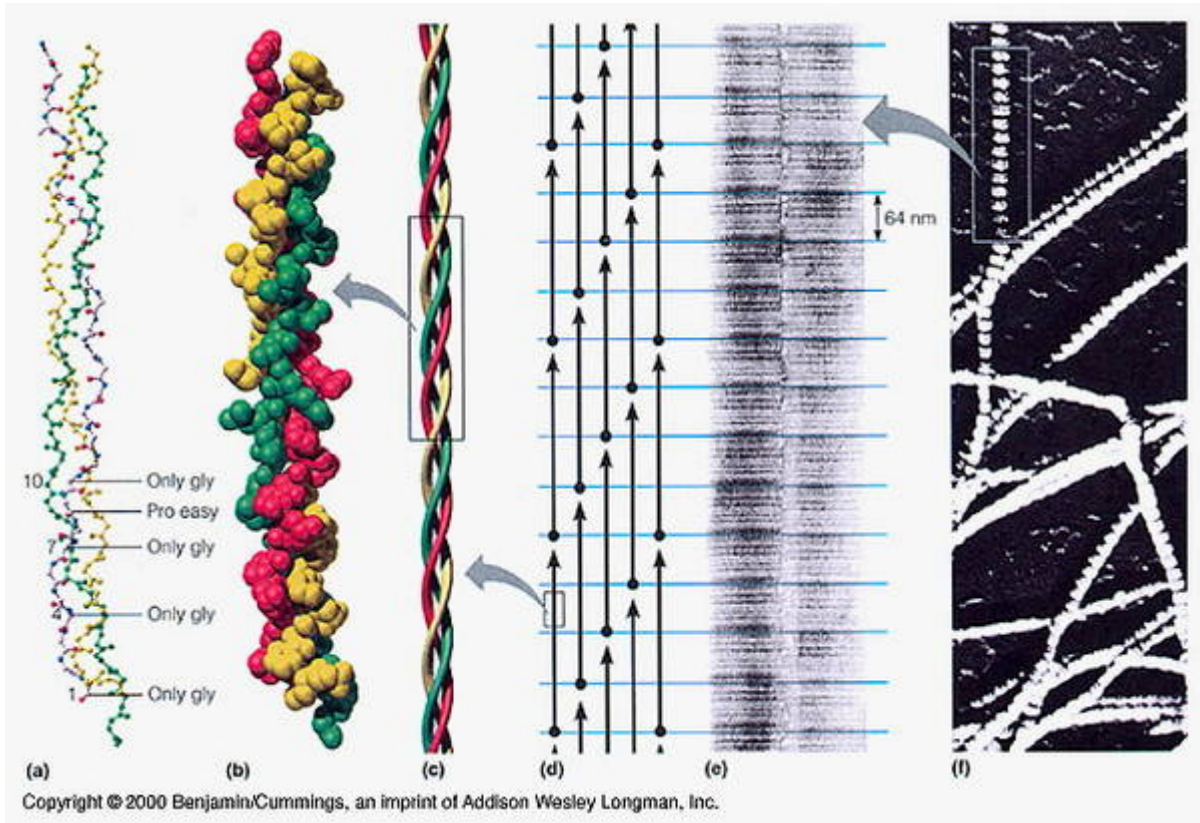 64 nm
10
Only gly
Pro easy
7
Only gly
4
Only gly
1
Only gly
(a)
(b)
(c)
(d)
(e)
(f)
Copyright © 2000 Benjamin/Cummings, an imprint of Addison Wesley Longman, Inc.